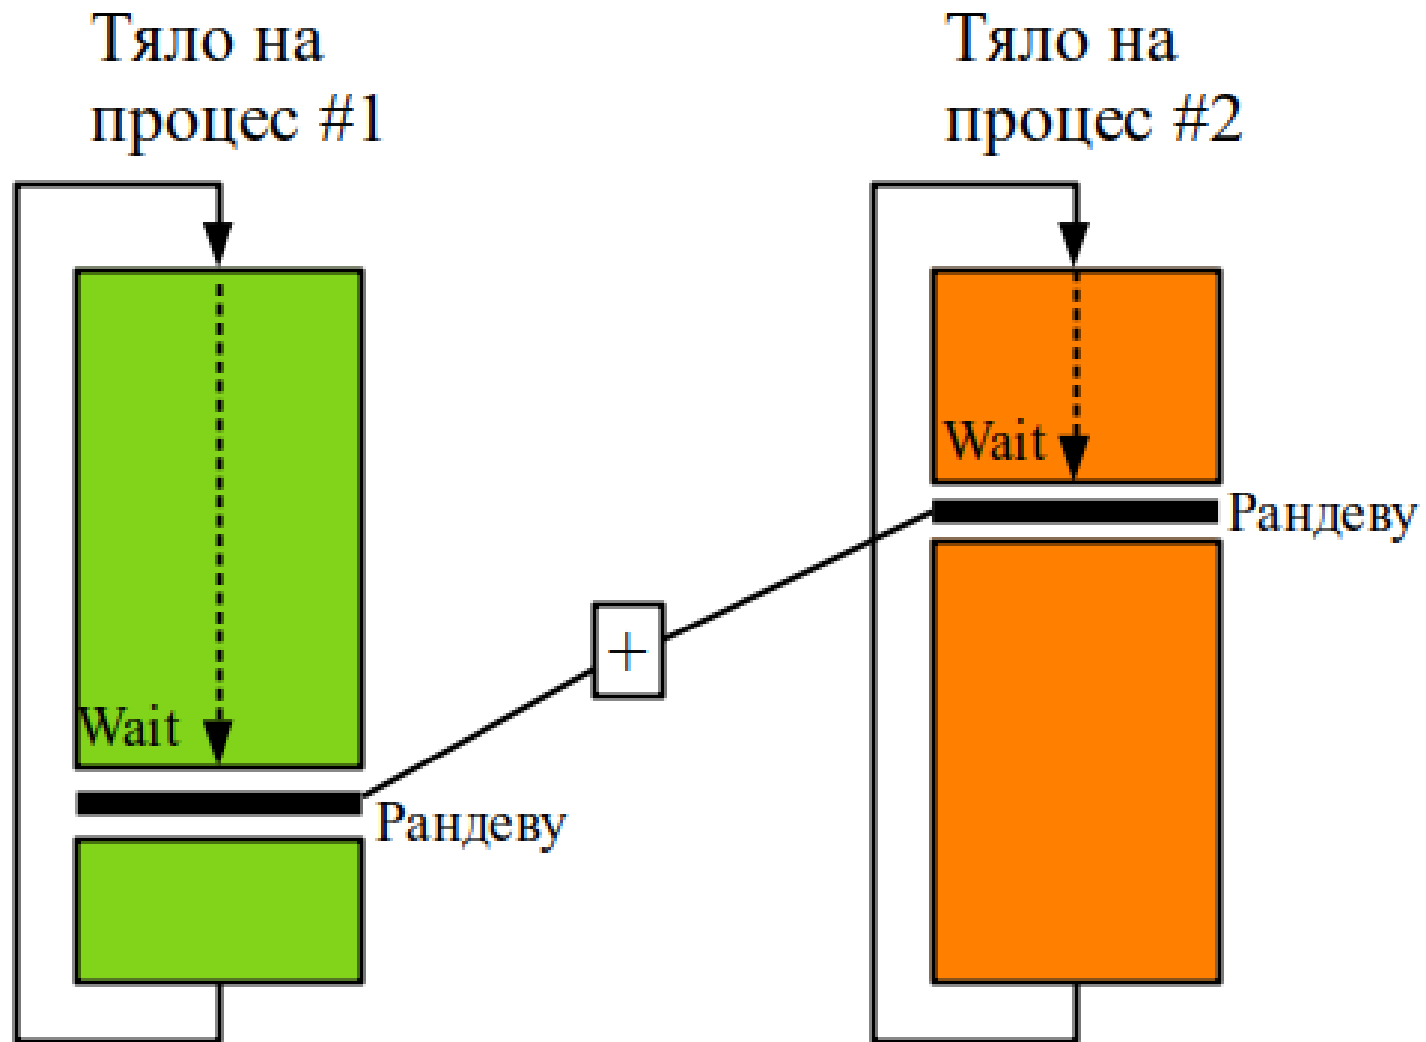 Тяло на
процес #1
Тяло на
процес #2
Wait
Рандеву
+
Wait
Рандеву